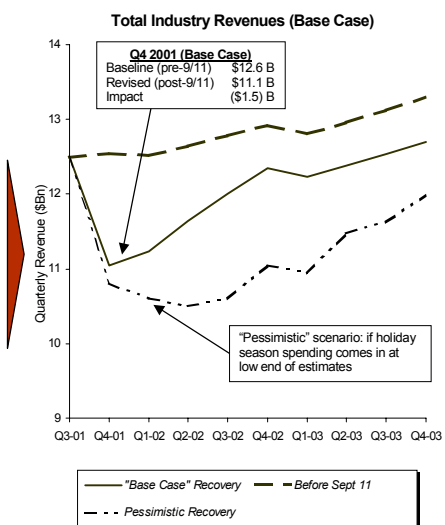 Total Industry Revenues (Base Case)
14
13
12
11
10
9
Quarterly Revenue ($Bn)
Q4 2001 (Base Case)
Baseline (pre-9/11) $12.6 B
Revised (post-9/11) $11.1 B
Impact ($1.5) B
"Pessimistic" scenario: if holiday
season spending comes in at
low end of estimates
Q3-01 Q4-01 Q1-02 Q2-02 Q3-02 Q4-02 Q1-03 Q2-03 Q3-03 Q4-03
"Base Case" Recovery Before Sept 11
Pessimistic Recovery